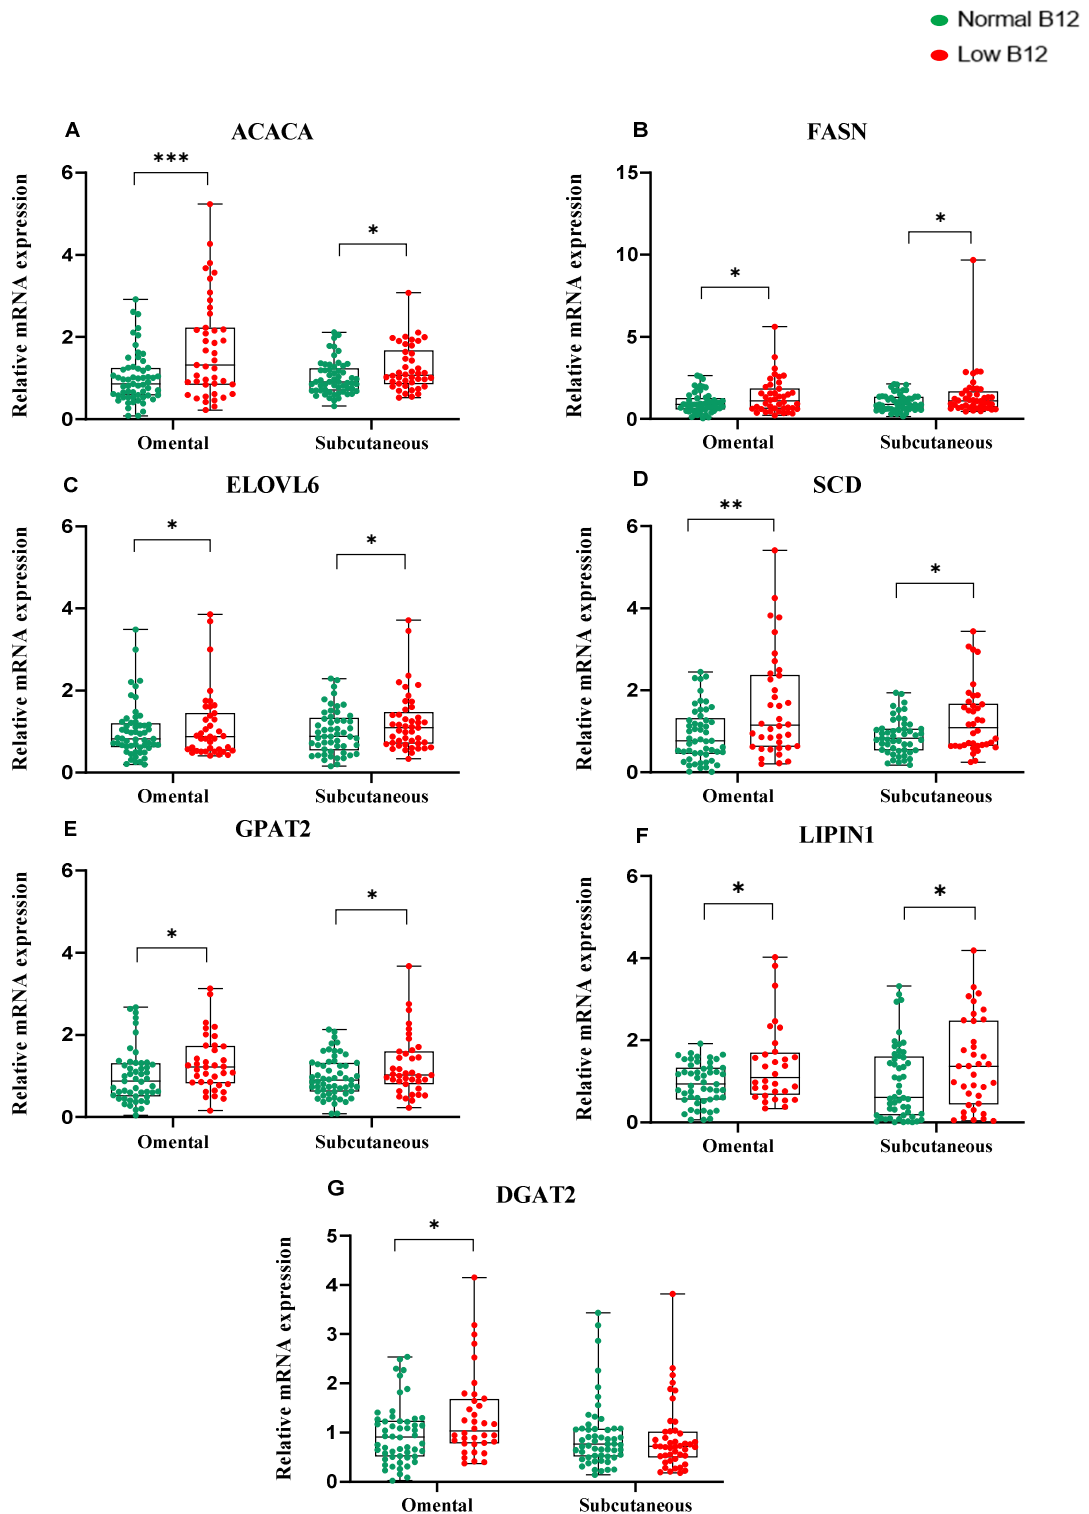 Normal B12
Low B12
A
ACACA
Relative mRNA expression
6
4
2
0
***
*
Omental
Subcutaneous
B
FASN
Relative mRNA expression
15
10
5
0
*
*
Omental
Subcutaneous
C
ELOVL6
Relative mRNA expression
6
4
2
0
*
*
Omental
Subcutaneous
D
SCD
Relative mRNA expression
6
4
2
0
**
*
Omental
Subcutaneous
E
GPAT2
Relative mRNA expression
6
4
2
0
*
*
Omental
Subcutaneous
F
LIPIN1
Relative mRNA expression
6
4
2
0
*
*
Omental
Subcutaneous
G
DGAT2
Relative mRNA expression
5
4
3
2
1
0
*
Omental
Subcutaneous